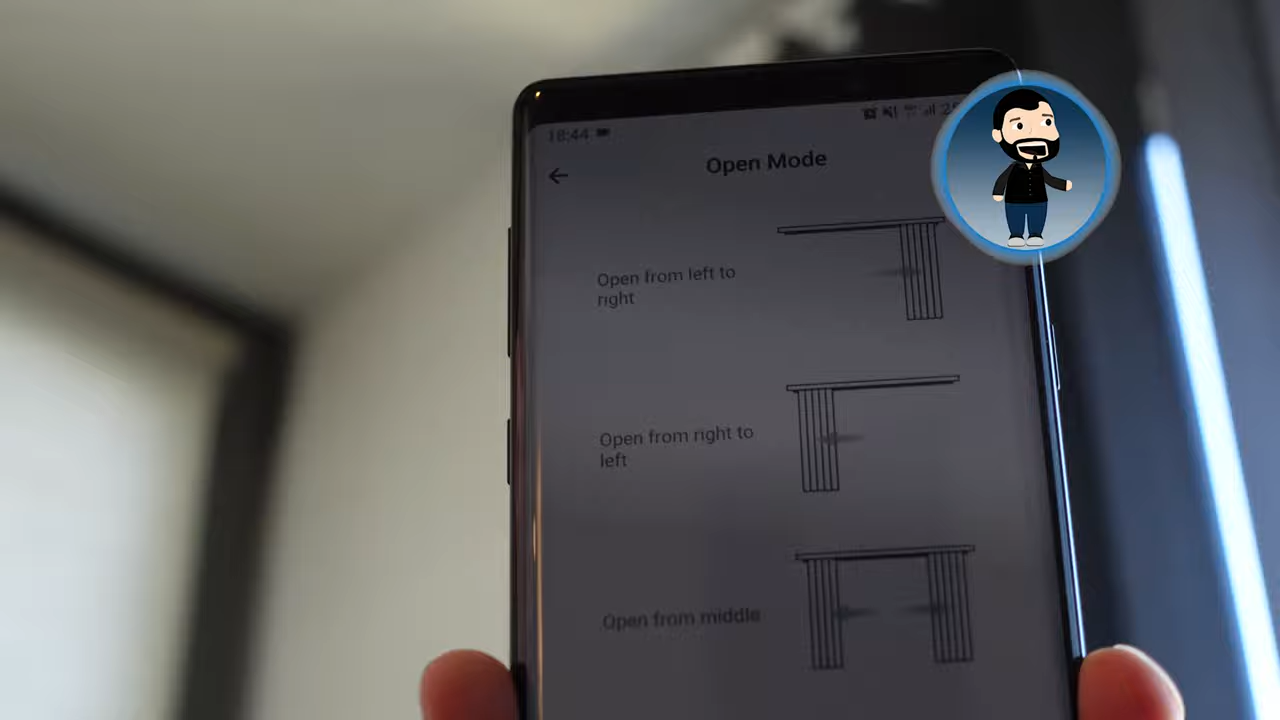 18:44
Open Mode
Open from left to
right
Open from right to
left
Open from middle